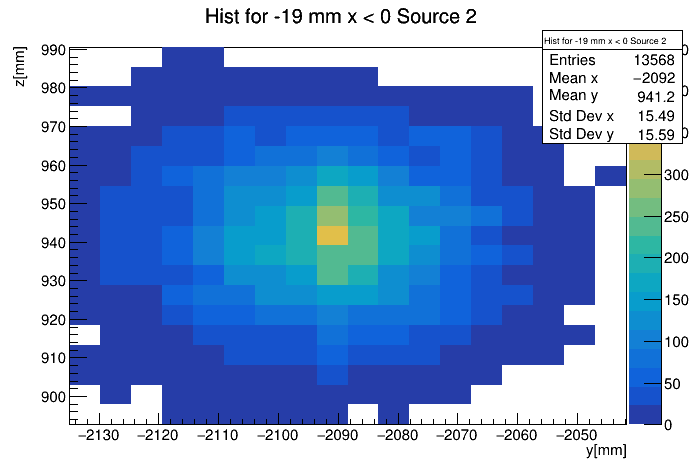 Hist for -19 mm x < 0 Source 2
z[mm]
990
980
970
960
950
940
930
920
910
900
−2130
−2120
−2110
−2100
−2090
−2080
−2070
−2060
−2050
y[mm]
Hist for -19 mm x < 0 Source 2
Entries 13568
Mean x −2092
Mean y 941.2
Std Dev x 15.49
Std Dev y 15.59
300
250
200
150
100
50
0